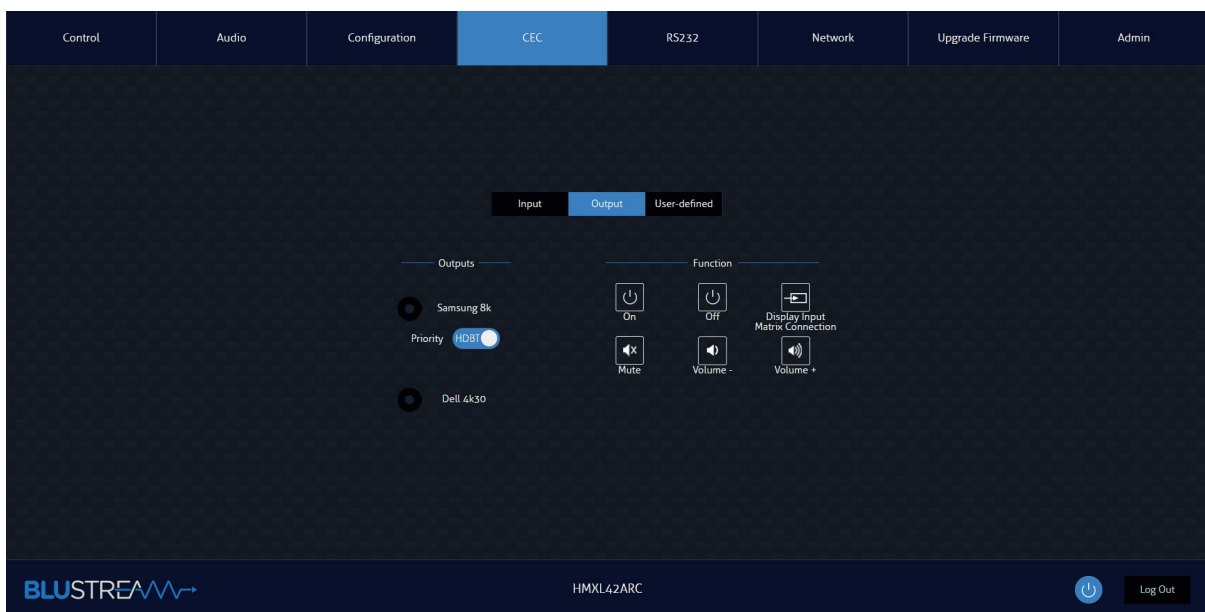 Control Audio Configuration CEC RS232 Network Upgrade Firmware Admin
Input Output User-defined
Outputs
Samsung 8k
Priority HDBT
Dell 4k30
Function
On Off Display Input
Matrix Connection
Mute Volume - Volume +
BLUSTREAM HMXL42ARC Log Out